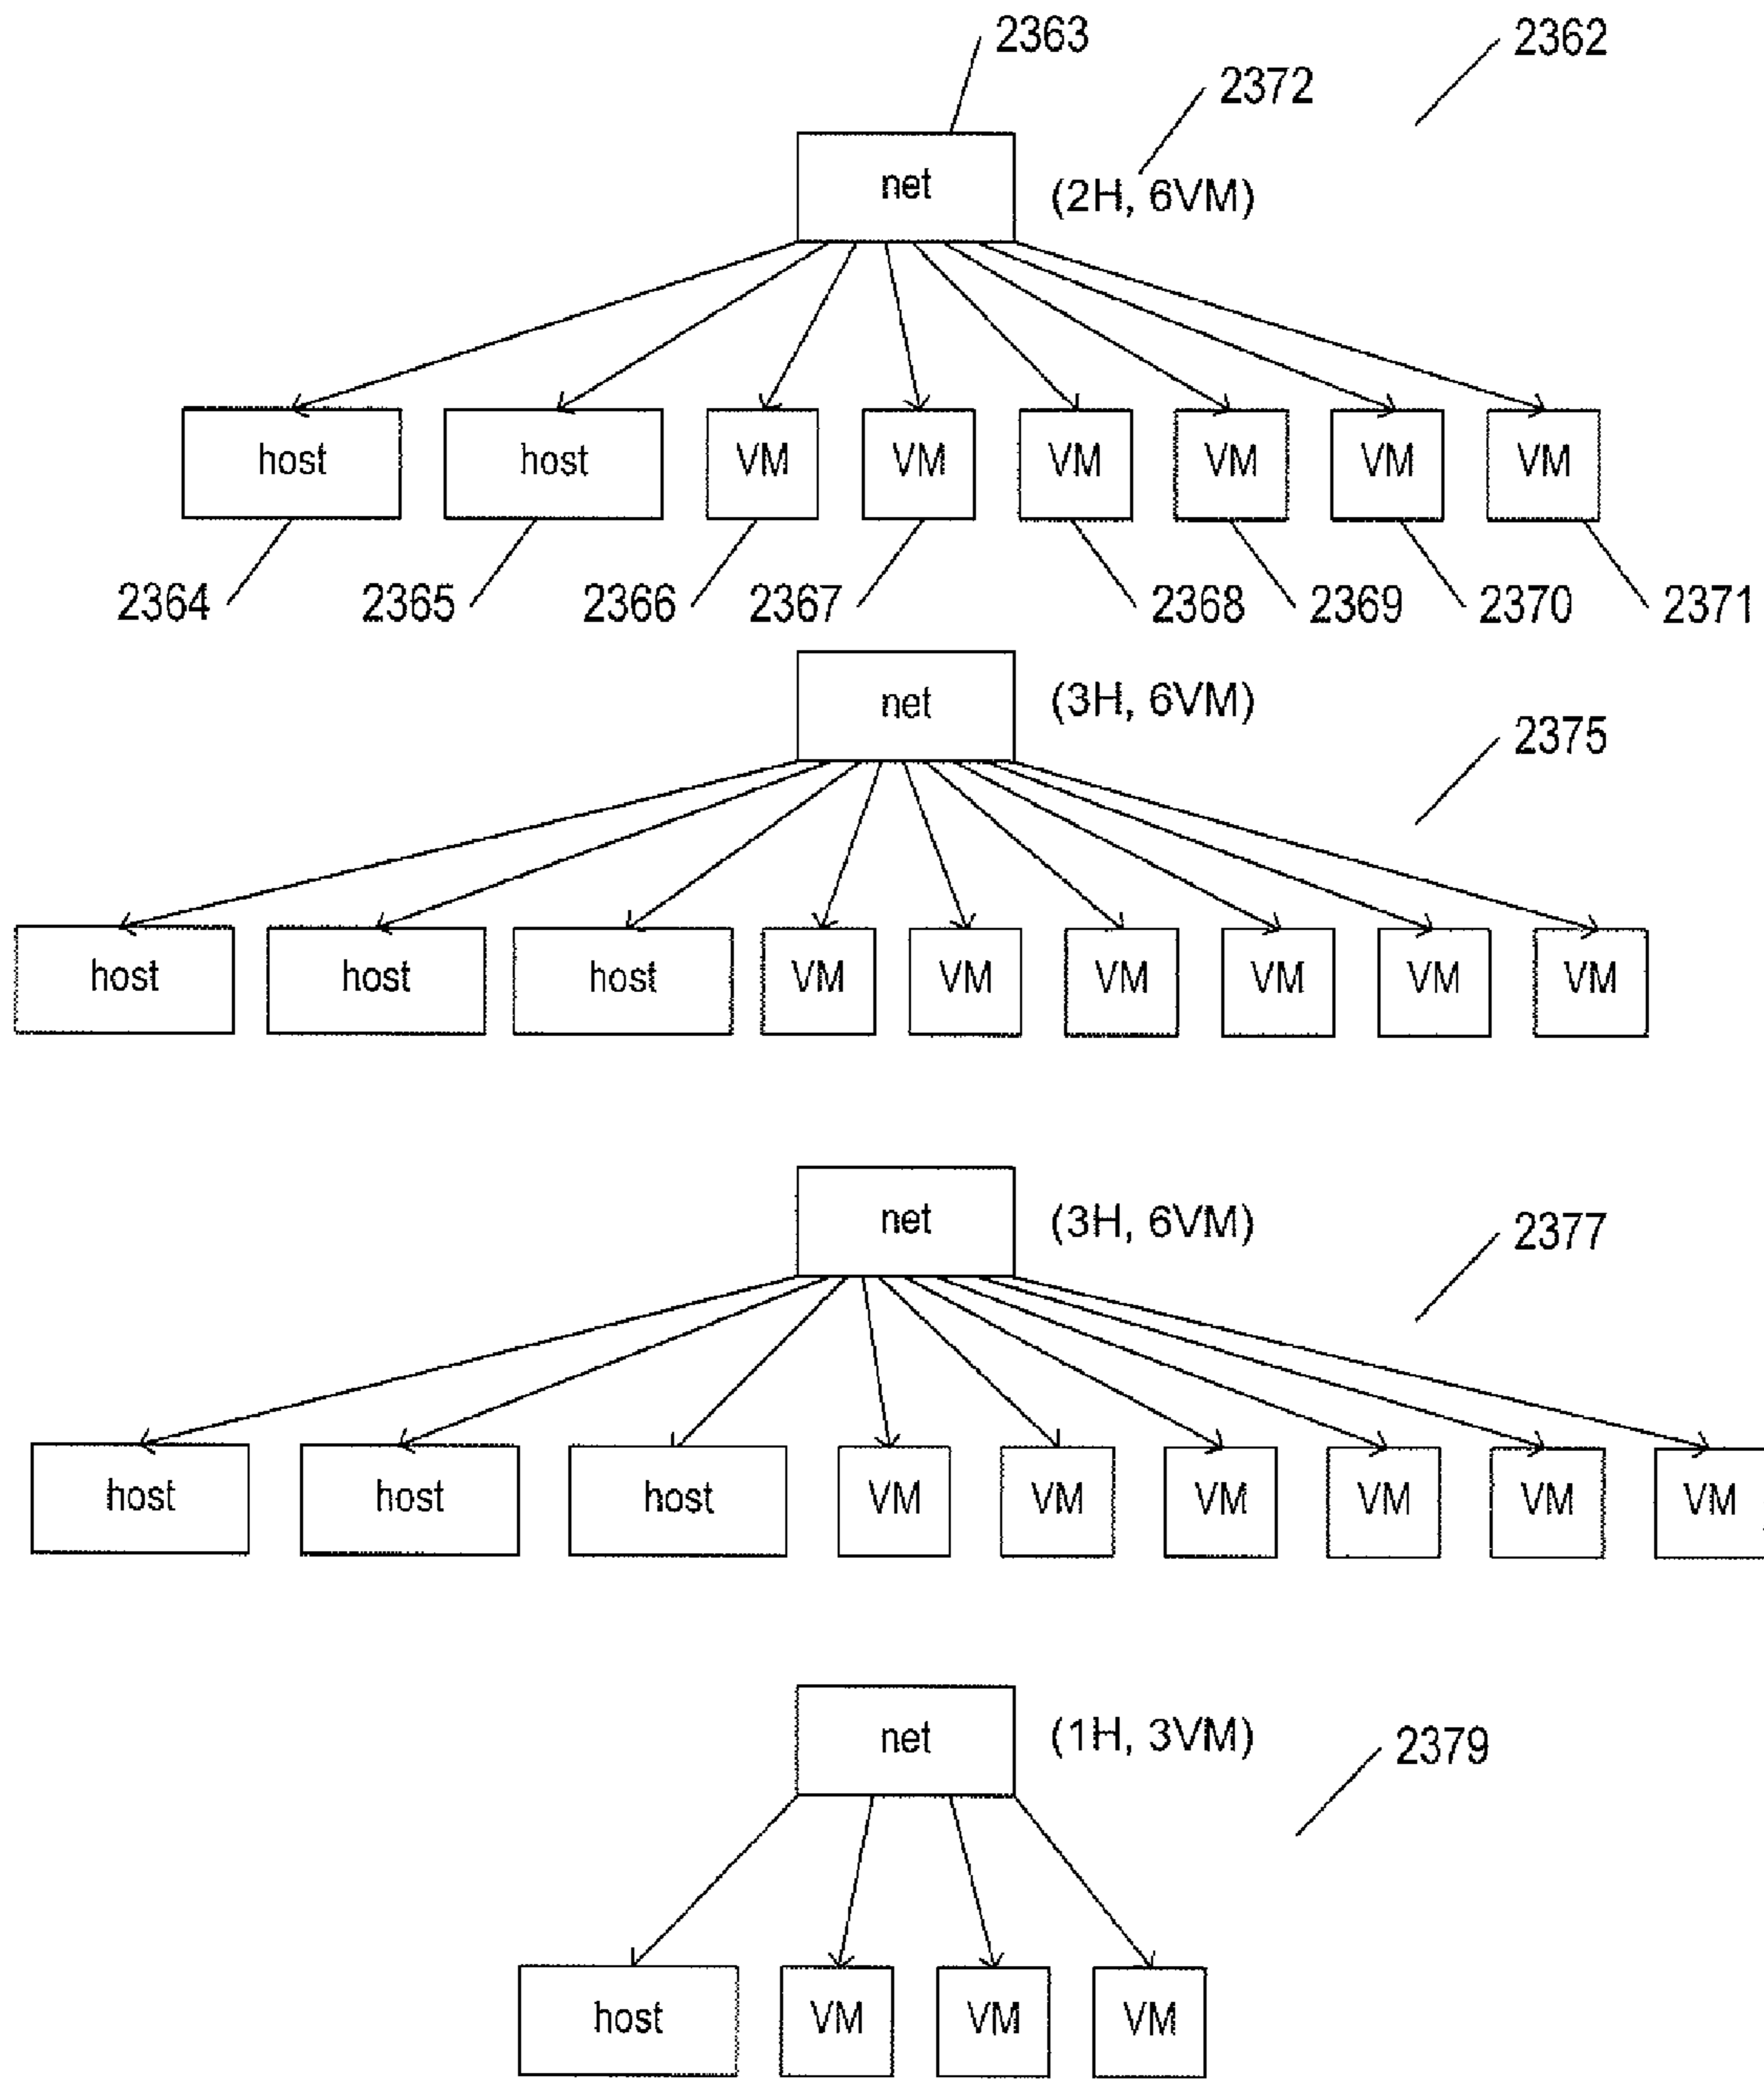 2363
2362
2372
net
(2H, 6VM)
host host VM VM VM VM VM VM
2364 2365 2366 2367 2368 2369 2370 2371
net
(3H, 6VM)
2375
host host host VM VM VM VM VM VM
net
(3H, 6VM)
2377
host host host VM VM VM VM VM VM
net
(1H, 3VM)
2379
host VM VM VM